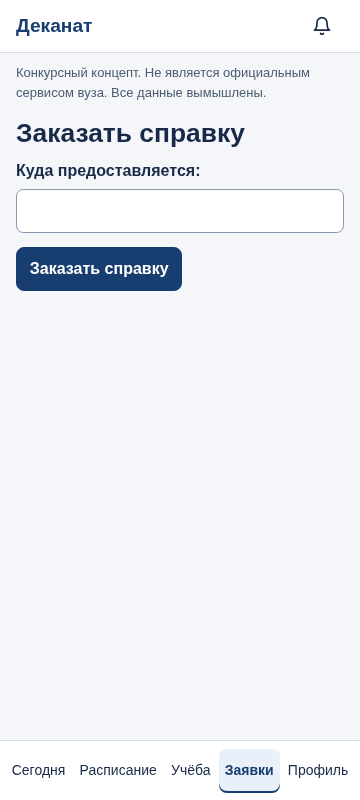 Деканат
Конкурсный концепт. Не является официальным
сервисом вуза. Все данные вымышлены.
Заказать справку
Куда предоставляется:
Заказать справку
Сегодня Расписание Учёба Заявки Профиль